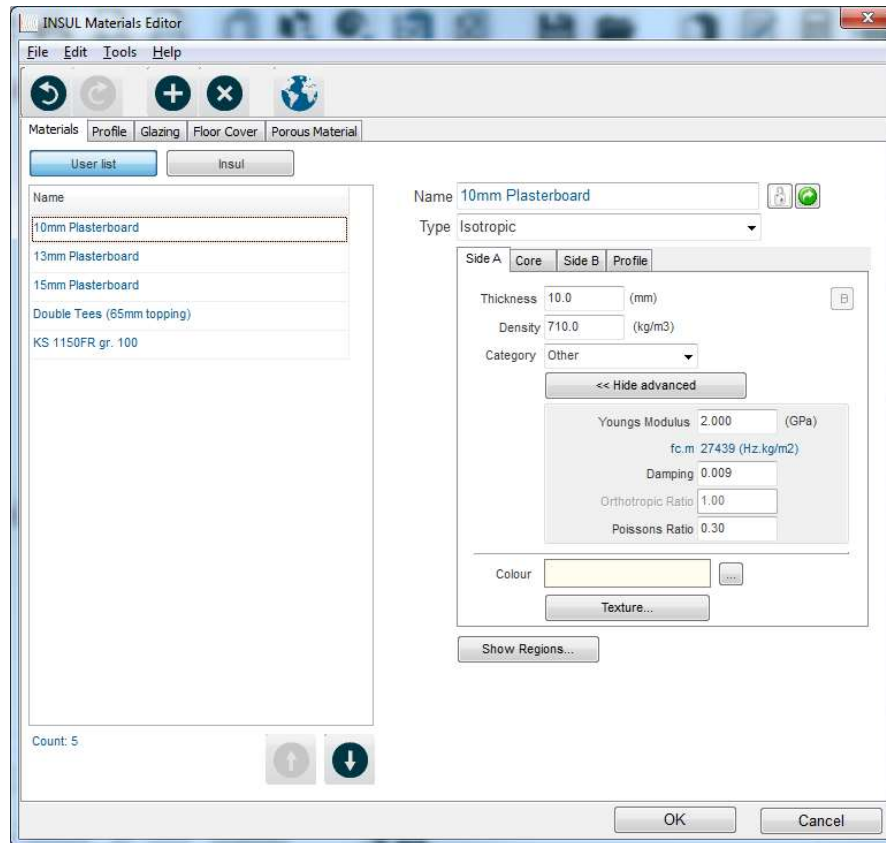 INSUL Materials Editor
File Edit Tools Help
Materials Profile Glazing Floor Cover Porous Material
User list Insul
Name
10mm Plasterboard
13mm Plasterboard
15mm Plasterboard
Double Tees (65mm topping)
KS 1150FR gr. 100
Count: 5
Name 10mm Plasterboard
Type Isotropic
Side A Core Side B Profile
Thickness 10.0 (mm) B
Density 710.0 (kg/m3)
Category Other
<< Hide advanced
Youngs Modulus 2.000 (GPa)
fc.m 27439 (Hz.kg/m2)
Damping 0.009
Orthotropic Ratio 1.00
Poissons Ratio 0.30
Colour ...
Texture...
Show Regions...
OK Cancel